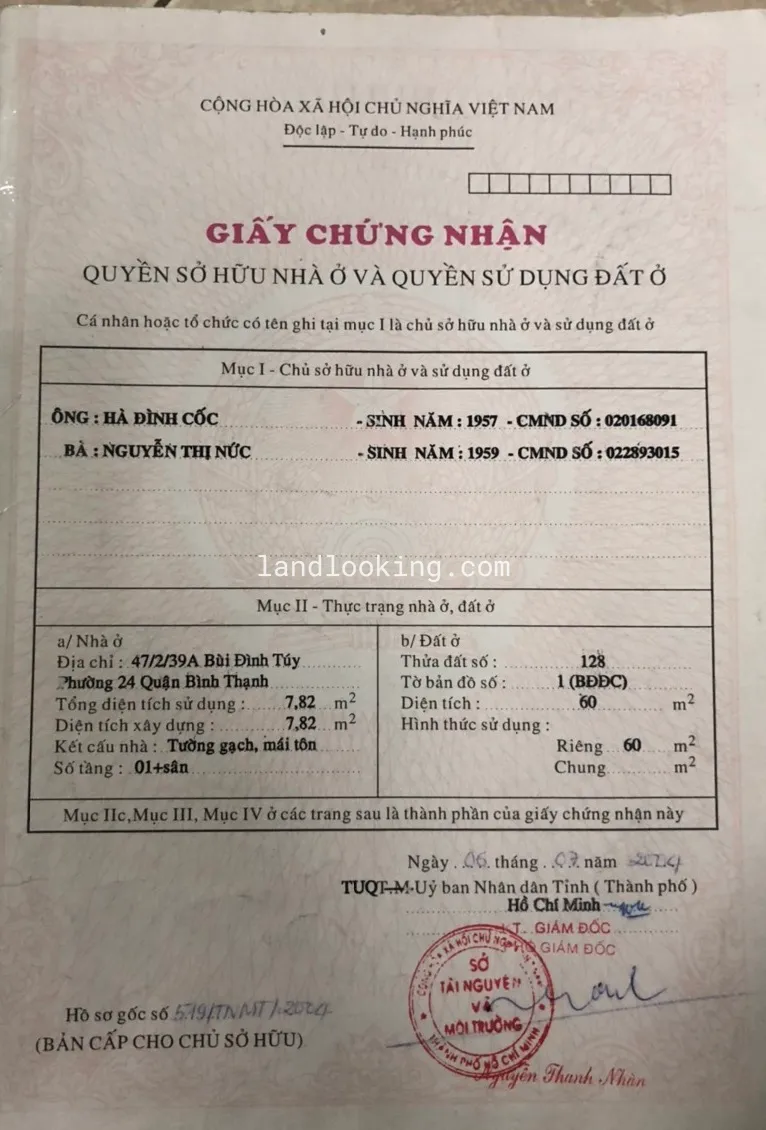 CỘNG HÒA XÃ HỘI CHỦ NGHĨA VIỆT NAM
Độc lập - Tự do - Hạnh phúc
GIẤY CHỨNG NHẬN
QUYỀN SỞ HỮU NHÀ Ở VÀ QUYỀN SỬ DỤNG ĐẤT Ở
Cá nhân hoặc tổ chức có tên ghi tại mục I là chủ sở hữu nhà ở và sử dụng đất ở
Mục I - Chủ sở hữu nhà ở và sử dụng đất ở
ÔNG : HÀ ĐÌNH CỐC - SINH NĂM : 1957 - CMND SỐ : 020168091
BÀ : NGUYỄN THỊ NỨC - SINH NĂM : 1959 - CMND SỐ : 022893015
landlooking.com
Mục II - Thực trạng nhà ở, đất ở
a/ Nhà ở
Địa chỉ : 47/2/39A Bùi Đình Túy
Phường 24 Quận Bình Thạnh
Tổng diện tích sử dụng : 7,82 m2
Diện tích xây dựng : 7,82 m2
Kết cấu nhà : Tường gạch, mái tôn
Số tầng : 01+sân
b/ Đất ở
Thửa đất số : 128
Tờ bản đồ số : 1 (BĐĐC)
Diện tích : 60 m2
Hình thức sử dụng :
Riêng 60 m2
Chung m2
Mục IIc,Mục III, Mục IV ở các trang sau là thành phần của giấy chứng nhận này
Ngày 06 tháng 07 năm
TUQT-M-Uỷ ban Nhân dân Tỉnh ( Thành phố )
Hồ Chí Minh
GIÁM ĐỐC
GIÁM ĐỐC
SỞ
TÀI NGUYÊN
VÀ
MÔI TRƯỜNG
THÀNH PHỐ HỒ CHÍ MINH
Nguyễn Thanh Nhàn
Hồ sơ gốc số
(BẢN CẤP CHO CHỦ SỞ HỮU)